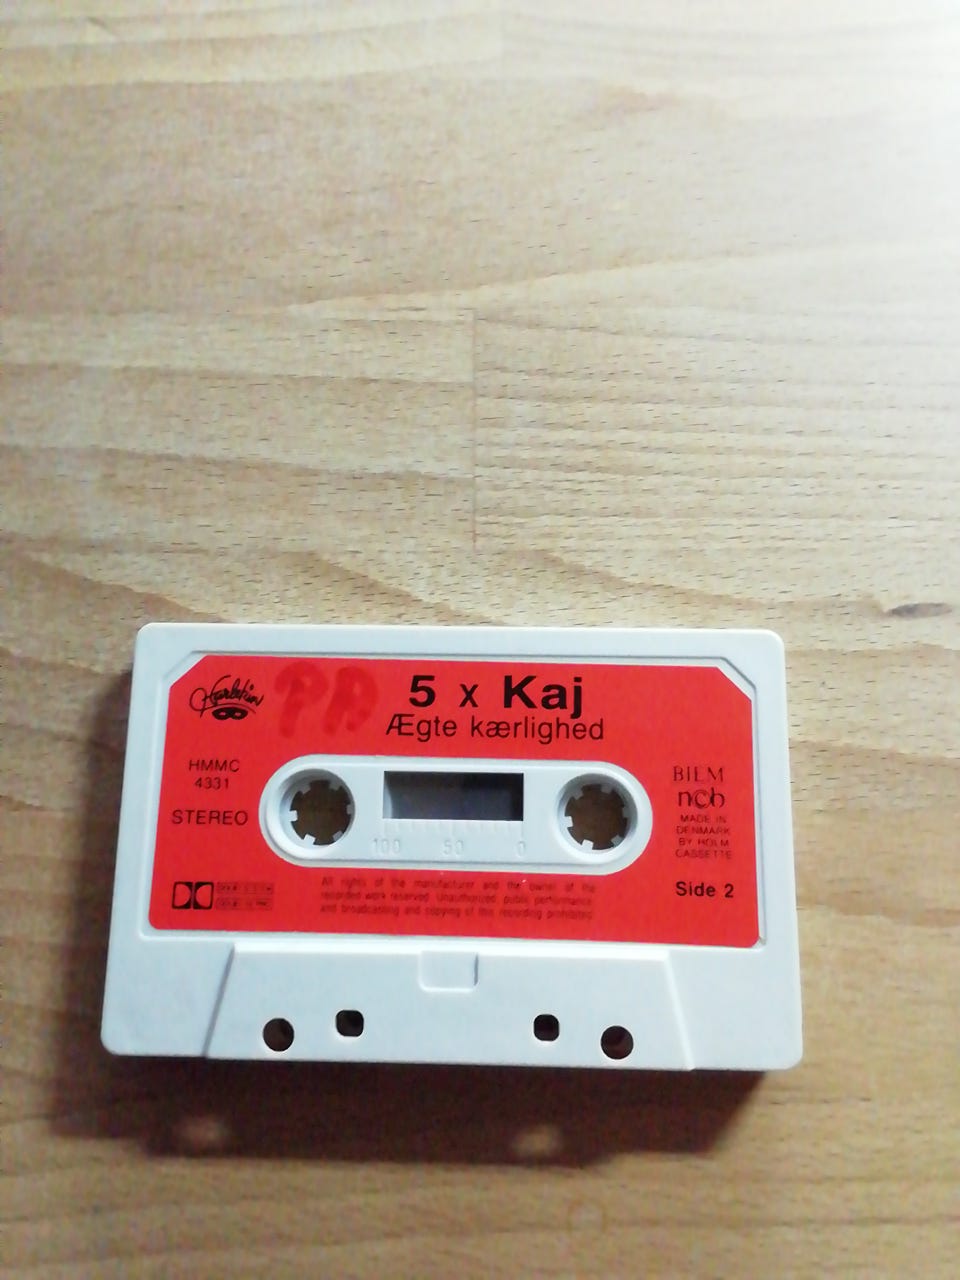 Harlekin
PA
5 x Kaj
Ægte kærlighed
HMMC
4331
STEREO
100 50 0
BIEM
ncb
MADE IN
DENMARK
BY HOLM
CASSETTE
Side 2
All rights of the manufacturer and the owner of the
recorded work reserved. Unauthorized public performance
and broadcasting and copying of this recording prohibited